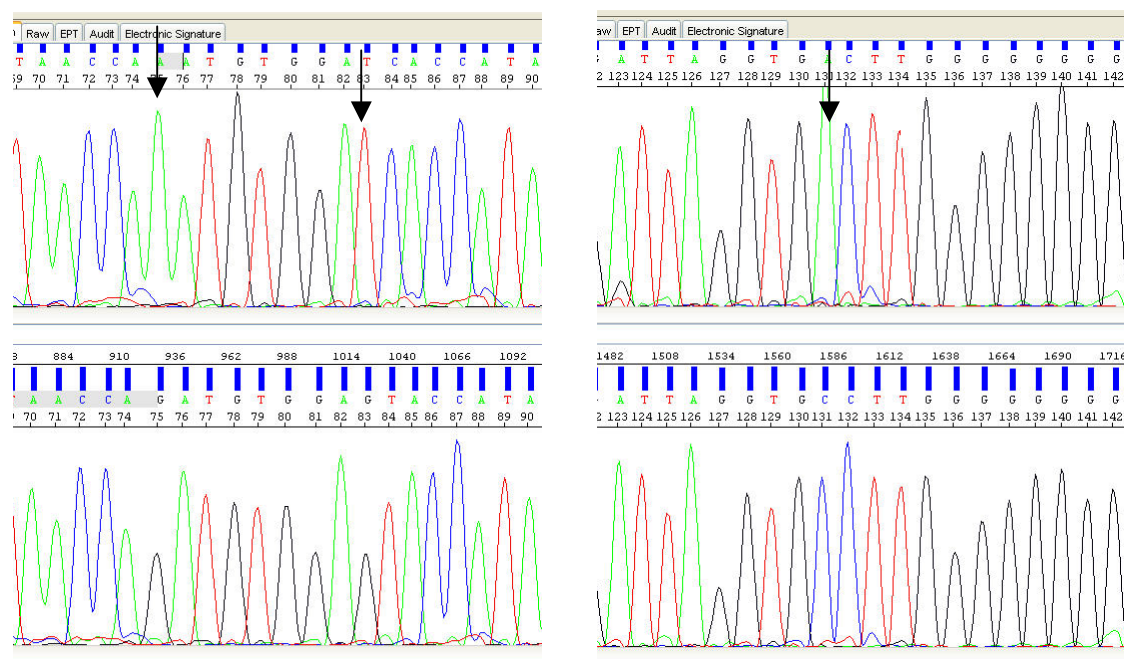 Raw EPT Audit Electronic Signature
T A A C C A A A T G T G G A T C A C C A T A
70 71 72 73 74 75 76 77 78 79 80 81 82 83 84 85 86 87 88 89 90
aw EPT Audit Electronic Signature
G A T T A G G T G A C T T G G G G G G G G
2 123 124 125 126 127 128 129 130 131 132 133 134 135 136 137 138 139 140 141 142
884 910 936 962 988 1014 1040 1066 1092
A A C C A G A T G T G G A G T A C C A T A
70 71 72 73 74 75 76 77 78 79 80 81 82 83 84 85 86 87 88 89 90
1482 1508 1534 1560 1586 1612 1638 1664 1690 1716
A T T A G G T G C C T T G G G G G G G G
2 123 124 125 126 127 128 129 130 131 132 133 134 135 136 137 138 139 140 141 142